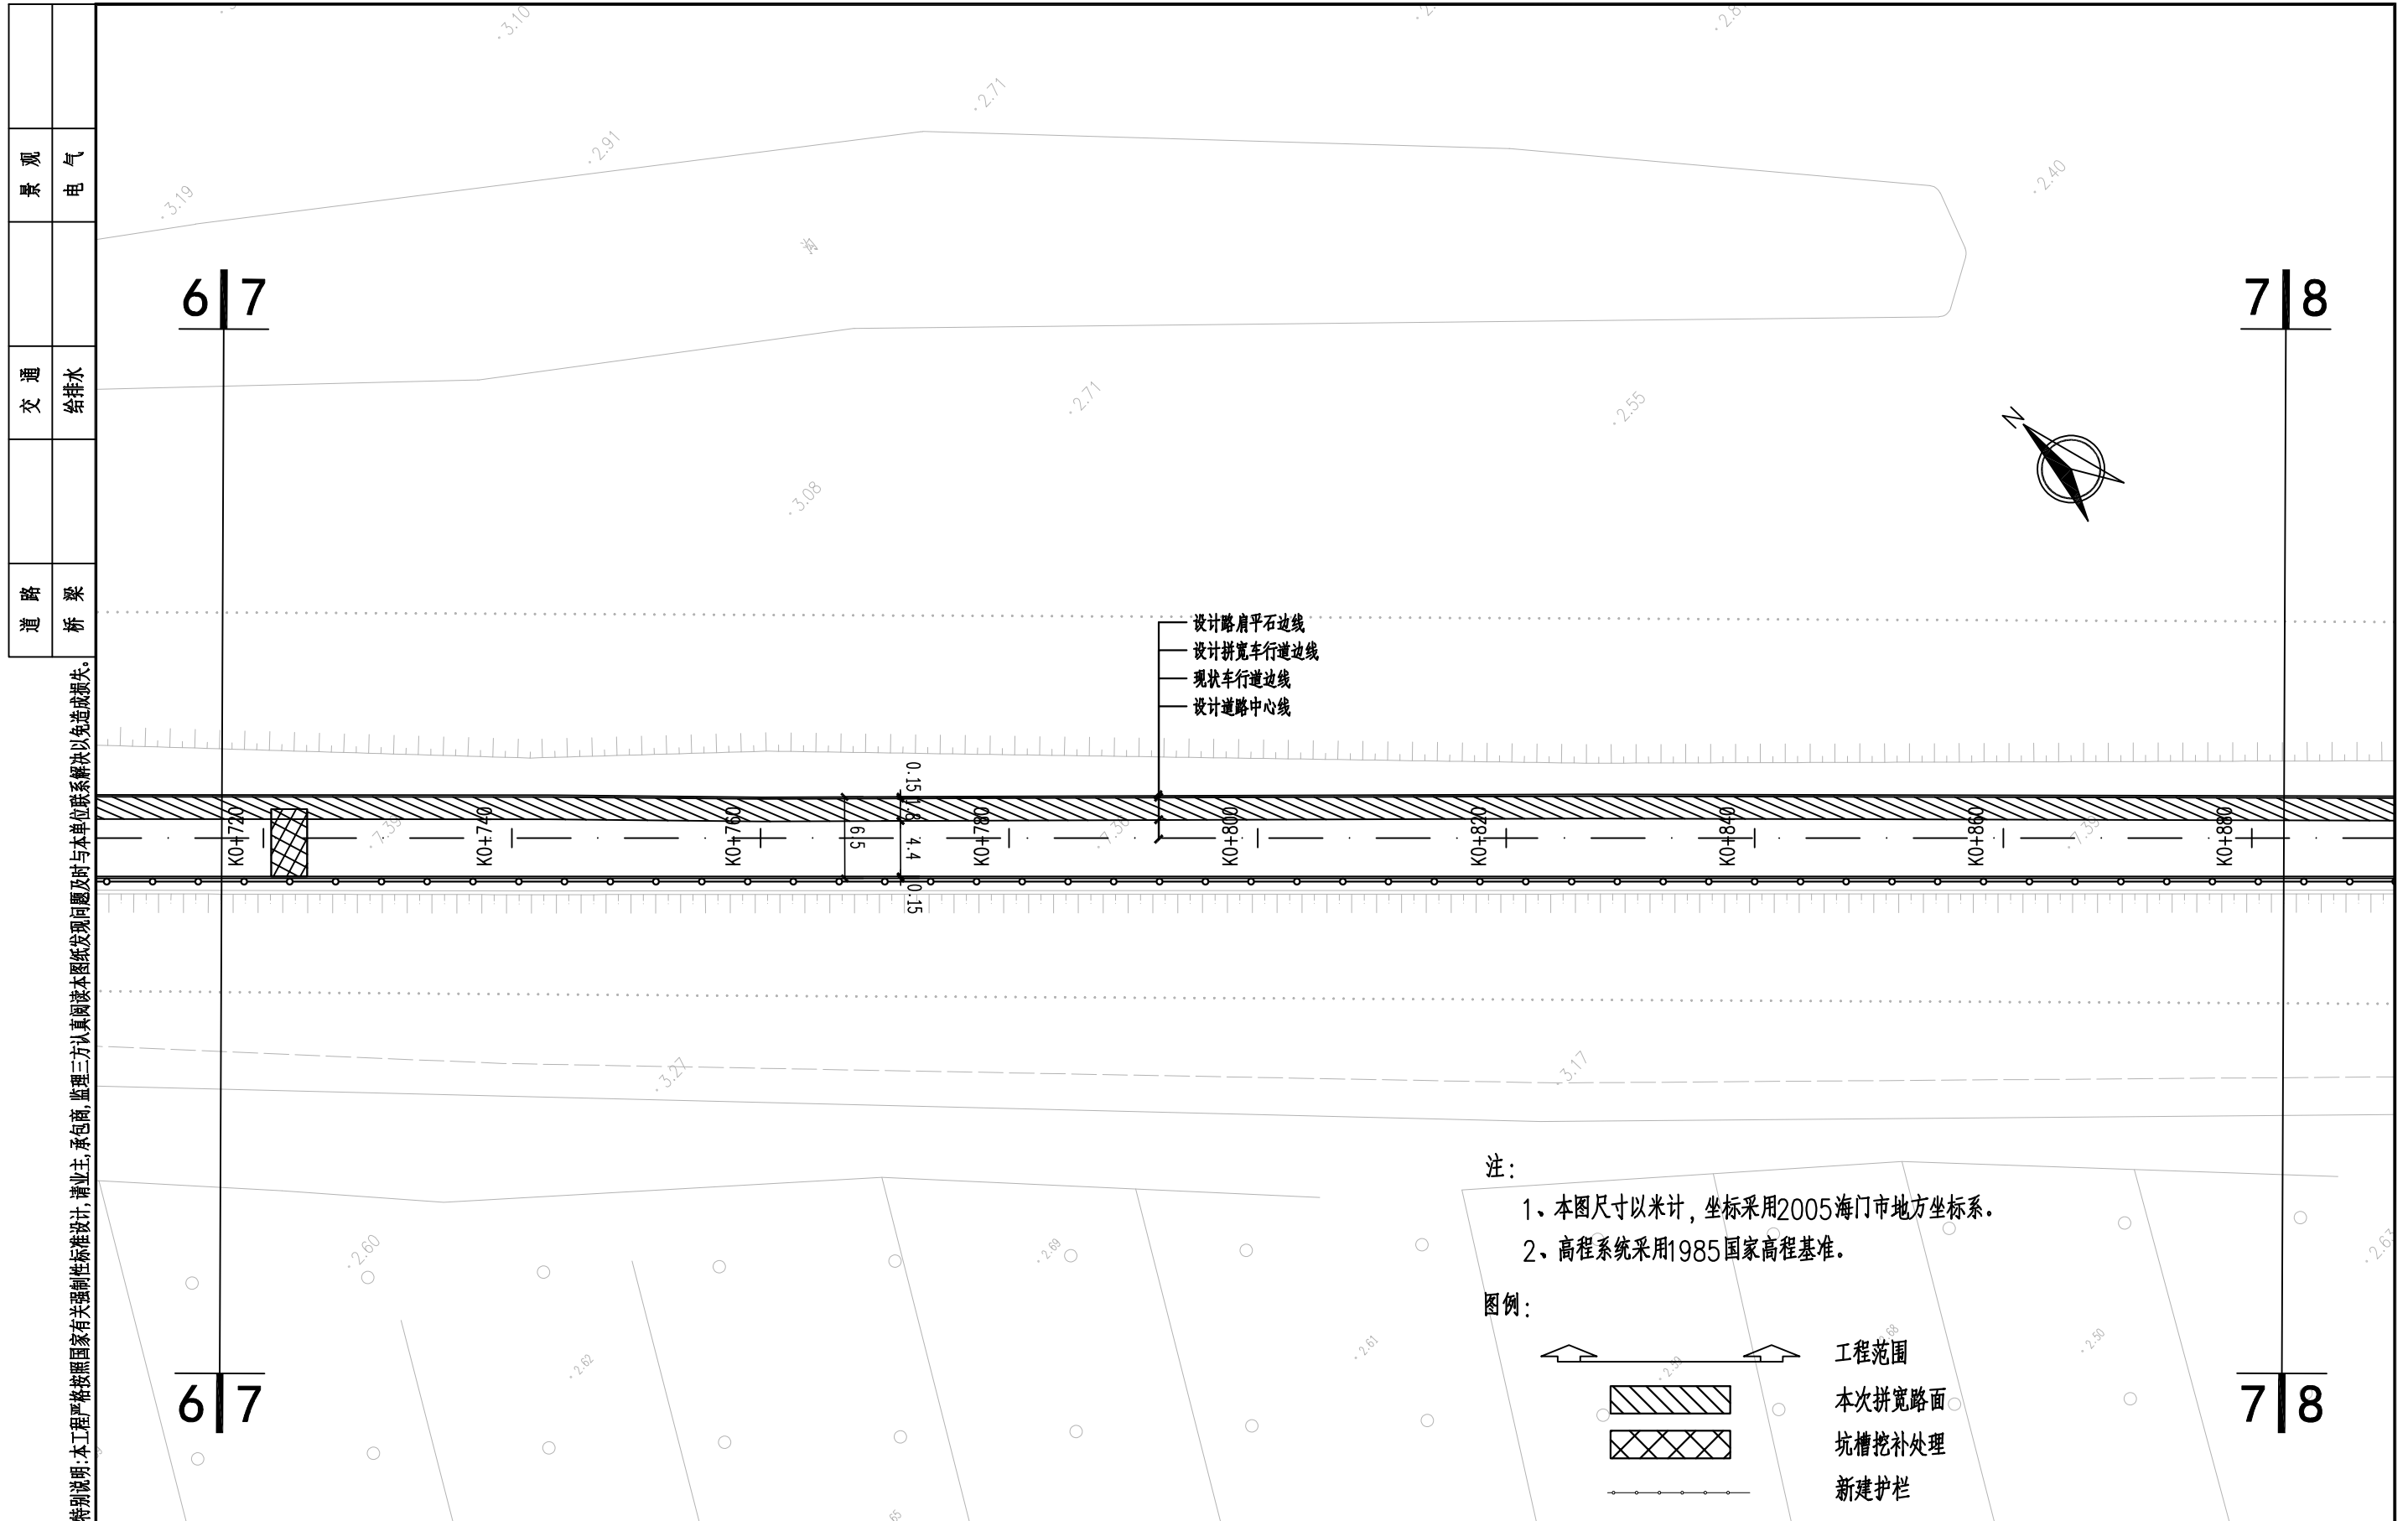 3.10
2.71
2.91
3.19
2.40
沟
6 7
7 8
2.71
2.55
3.08
N
景 观
电 气
交 通
给排水
道 路
桥 梁
设计路肩平石边线
设计拼宽车行道边线
现状车行道边线
设计道路中心线
0.15
1.8
4.4
0.15
6.5
K0+720
K0+740
K0+760
K0+780
K0+800
K0+820
K0+840
K0+860
K0+880
7.39
7.39
3.27
3.17
特别说明:本工程严格按照国家有关强制性标准设计,请业主,承包商,监理三方认真阅读本图纸发现问题及时与本单位联系解决以免造成损失。
注:
1、本图尺寸以米计,坐标采用2005海门市地方坐标系。
2、高程系统采用1985国家高程基准。
2.60
2.69
2.63
2.62
2.61
2.50
图例:
工程范围
本次拼宽路面
坑槽挖补处理
新建护栏
6 7
7 8